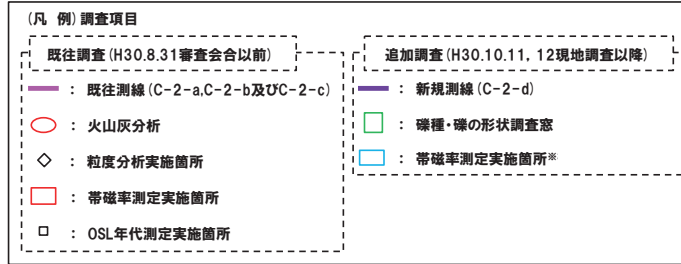 (凡 例)調査項目
既往調査(H30.8.31審査会合以前)
: 既往測線(C-2-a,C-2-b及びC-2-c)
: 火山灰分析
: 粒度分析実施箇所
: 帯磁率測定実施箇所
: OSL年代測定実施箇所
追加調査(H30.10.11, 12現地調査以降)
: 新規測線(C-2-d)
: 礫種・礫の形状調査窓
: 帯磁率測定実施箇所※